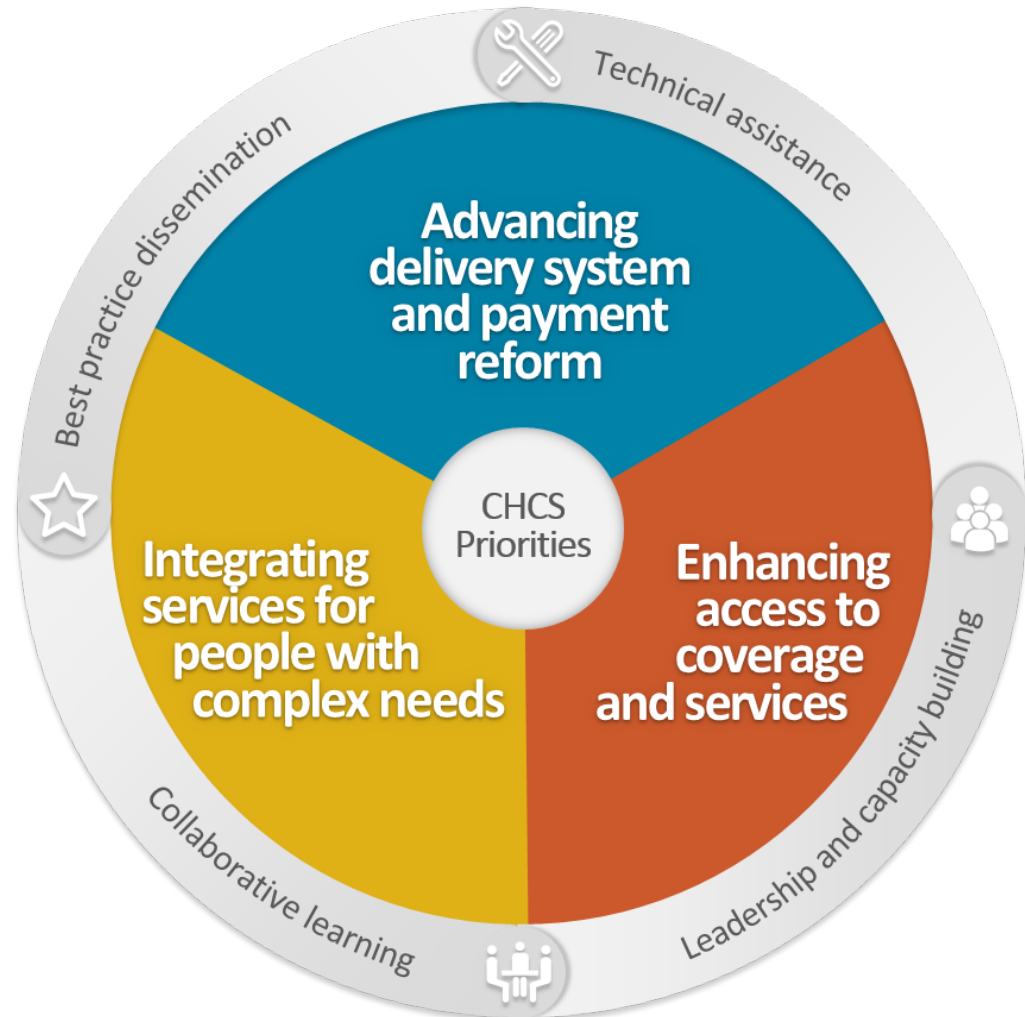 Technical assistance
Best practice dissemination
Advancing
delivery system
and payment
reform
CHCS
Priorities
Integrating
services for
people with
complex needs
Enhancing
access to
coverage
and services
Leadership and capacity building
Collaborative learning